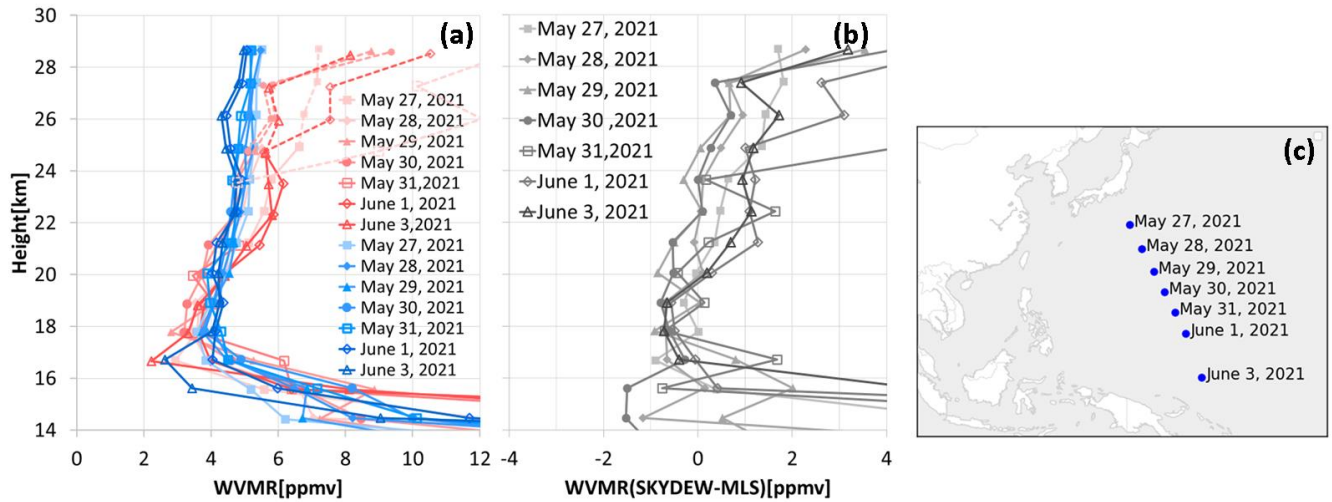 (a)
30
28
26
24
22
20
18
16
14
Height[km]
May 27, 2021
May 28, 2021
May 29, 2021
May 30, 2021
May 31,2021
June 1, 2021
June 3,2021
May 27, 2021
May 28, 2021
May 29, 2021
May 30, 2021
May 31, 2021
June 1, 2021
June 3, 2021
0 2 4 6 8 10 12
WVMR[ppmv]
(b)
May 27, 2021
May 28, 2021
May 29, 2021
May 30 ,2021
May 31,2021
June 1, 2021
June 3, 2021
-4 -2 0 2 4
WVMR(SKYDEW-MLS)[ppmv]
(c)
May 27, 2021
May 28, 2021
May 29, 2021
May 30, 2021
May 31, 2021
June 1, 2021
June 3, 2021